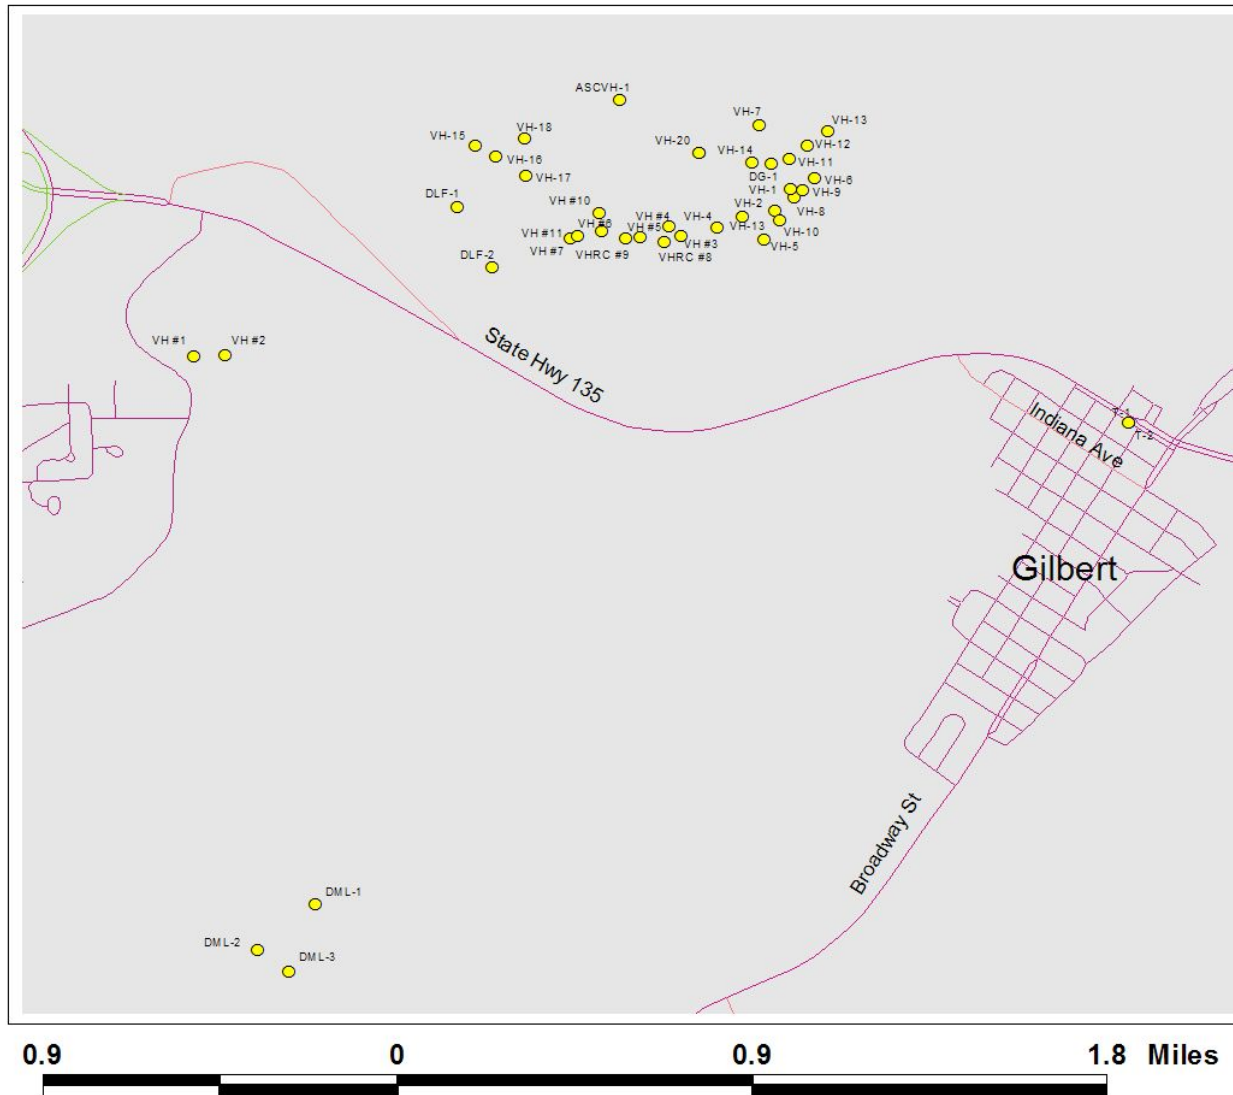 ASCVH-1
VH-7
VH-13
VH-18
VH-15
VH-20
VH-12
VH-16
VH-14
VH-11
VH-17
DG-1
VH-6
VH-1
VH-9
DLF-1
VH #10
VH-2
VH-8
VH #6
VH #4
VH-4
VH #5
VH-13
VH-10
VH #11
VH #3
VH-5
VH #7
VHRC #9
VHRC #8
DLF-2
VH #1
VH #2
State Hwy 135
T-1
T-2
Indiana Ave
Gilbert
Broadway St
DML-1
DML-2
DML-3
0.9 0 0.9 1.8 Miles